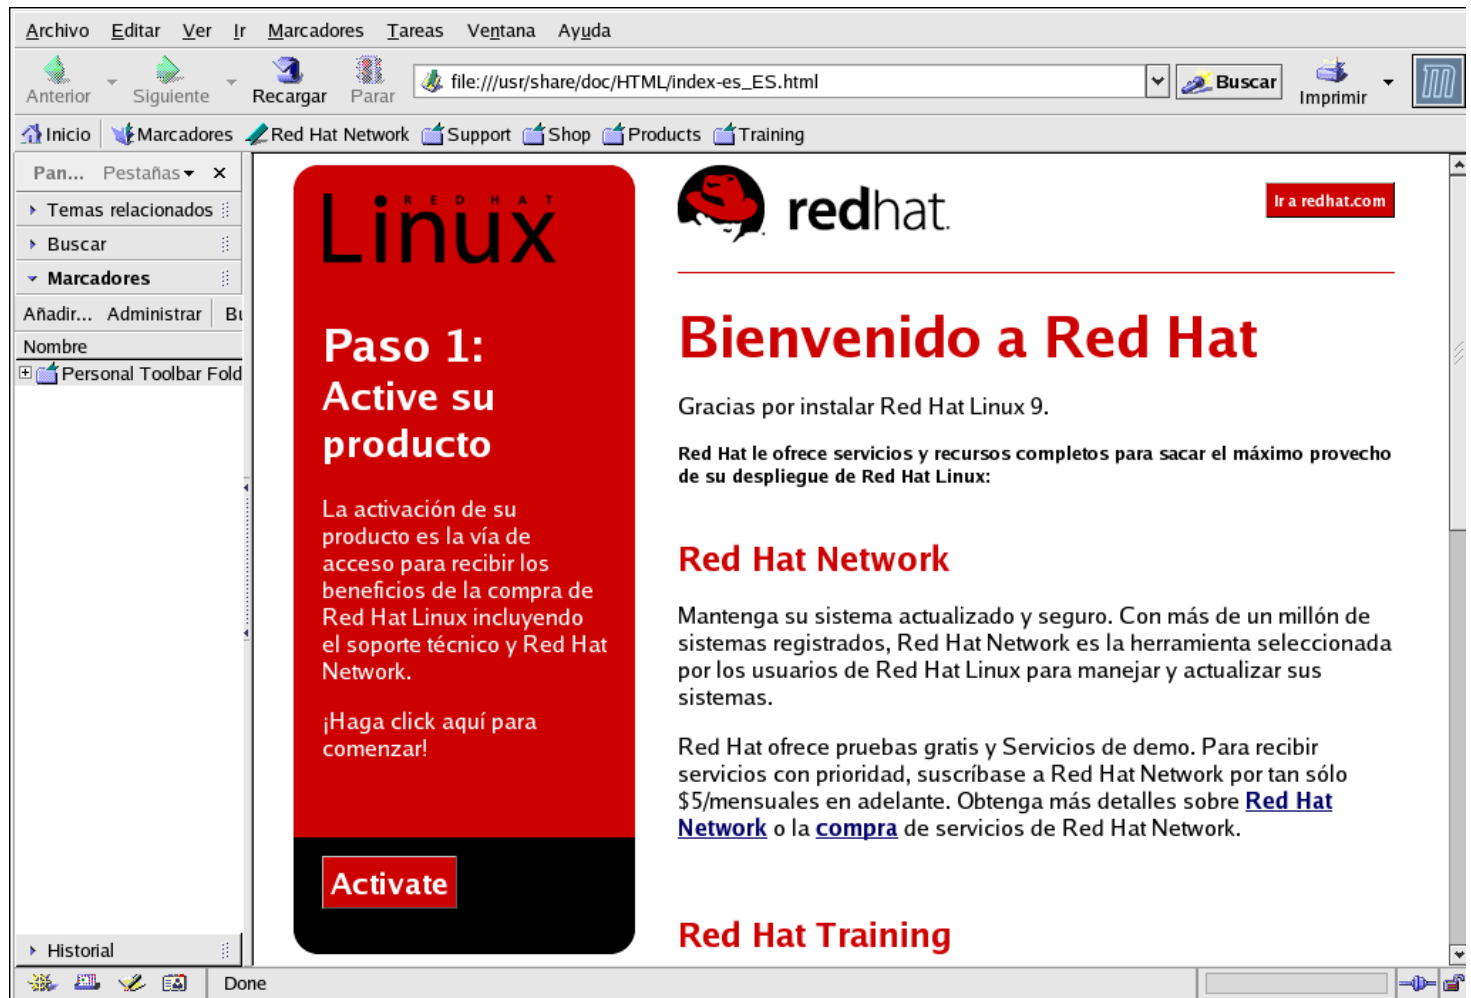 Archivo Editar Ver Ir Marcadores Tareas Ventana Ayuda
Anterior Siguiente Recargar Parar file:///usr/share/doc/HTML/index-es_ES.html Buscar Imprimir
Inicio Marcadores Red Hat Network Support Shop Products Training
Pan... Pestañas
Temas relacionados
Buscar
Marcadores
Añadir... Administrar
Nombre
Personal Toolbar Fold
Historial
RED HAT
Linux
Paso 1:
Active su
producto
La activación de su
producto es la vía de
acceso para recibir los
beneficios de la compra de
Red Hat Linux incluyendo
el soporte técnico y Red Hat
Network.
¡Haga click aquí para
comenzar!
Activate
redhat.
Ir a redhat.com
Bienvenido a Red Hat
Gracias por instalar Red Hat Linux 9.
Red Hat le ofrece servicios y recursos completos para sacar el máximo provecho
de su despliegue de Red Hat Linux:
Red Hat Network
Mantenga su sistema actualizado y seguro. Con más de un millón de
sistemas registrados, Red Hat Network es la herramienta seleccionada
por los usuarios de Red Hat Linux para manejar y actualizar sus
sistemas.
Red Hat ofrece pruebas gratis y Servicios de demo. Para recibir
servicios con prioridad, suscríbase a Red Hat Network por tan sólo
$5/mensuales en adelante. Obtenga más detalles sobre Red Hat
Network o la compra de servicios de Red Hat Network.
Red Hat Training
Done